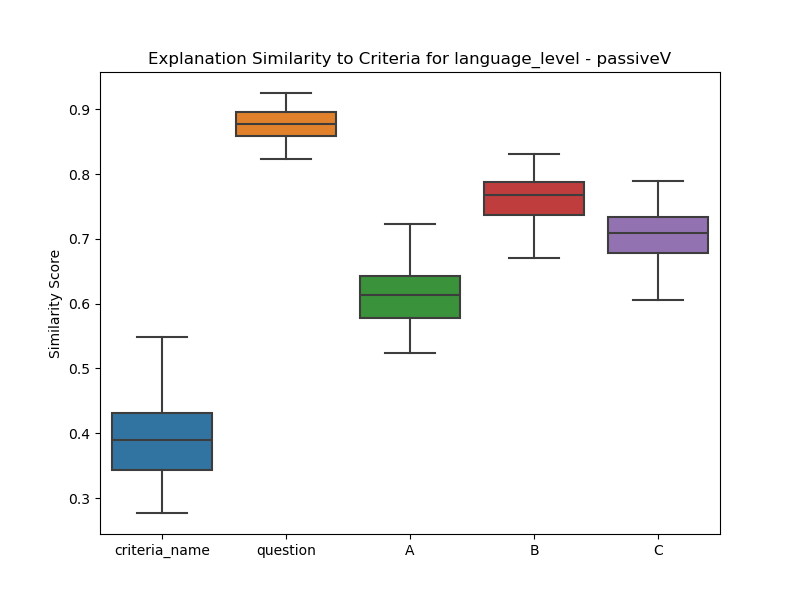 Explanation Similarity to Criteria for language_level - passiveV
Similarity Score
0.9
0.8
0.7
0.6
0.5
0.4
0.3
criteria_name
question
A
B
C